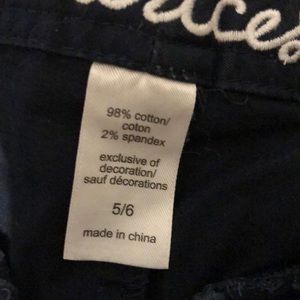 98% cotton/
coton
2% spandex
exclusive of
decoration/
sauf décorations
5/6
made in china